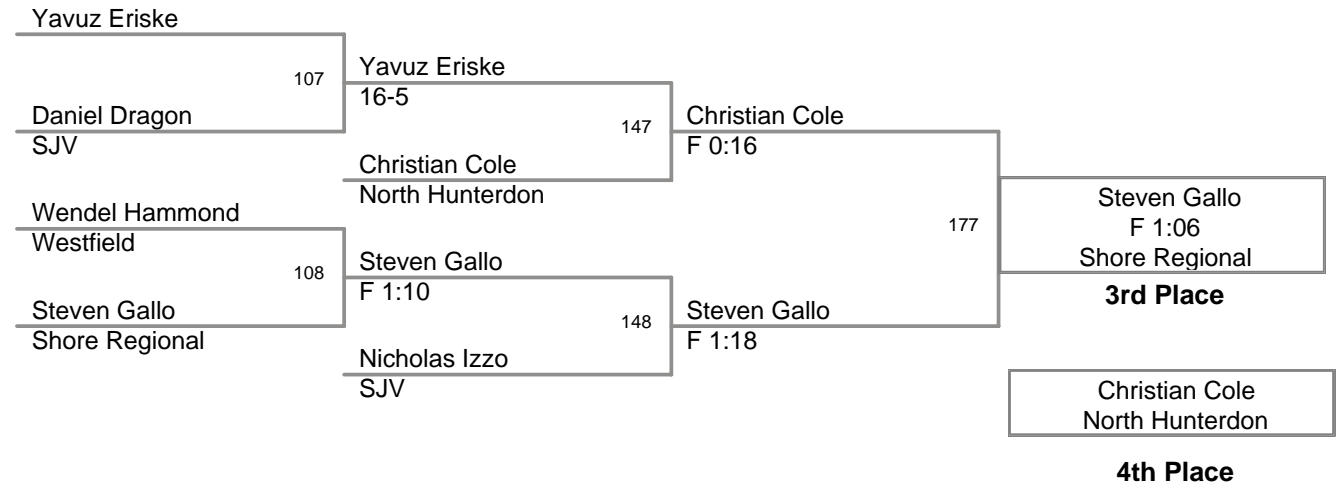 Yavuz Eriske
107
Daniel Dragon
SJV
Wendel Hammond
Westfield
108
Steven Gallo
Shore Regional
Yavuz Eriske
16-5
147
Christian Cole
North Hunterdon
Steven Gallo
F 1:10
148
Nicholas Izzo
SJV
Christian Cole
F 0:16
177
Steven Gallo
F 1:18
Steven Gallo
F 1:06
Shore Regional
3rd Place
Christian Cole
North Hunterdon
4th Place